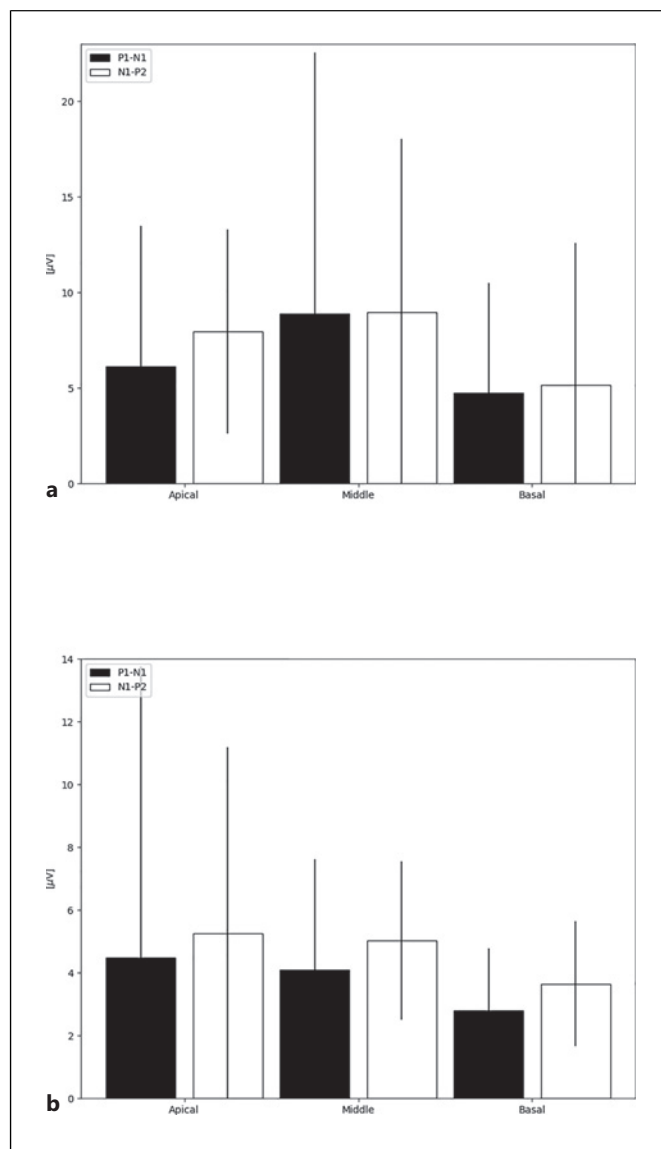 P1-N1
N1-P2
20
15
[μV]
10
5
0
a
Apical Middle Basal
P1-N1
N1-P2
14
12
10
8
[μV]
6
4
2
0
b
Apical Middle Basal